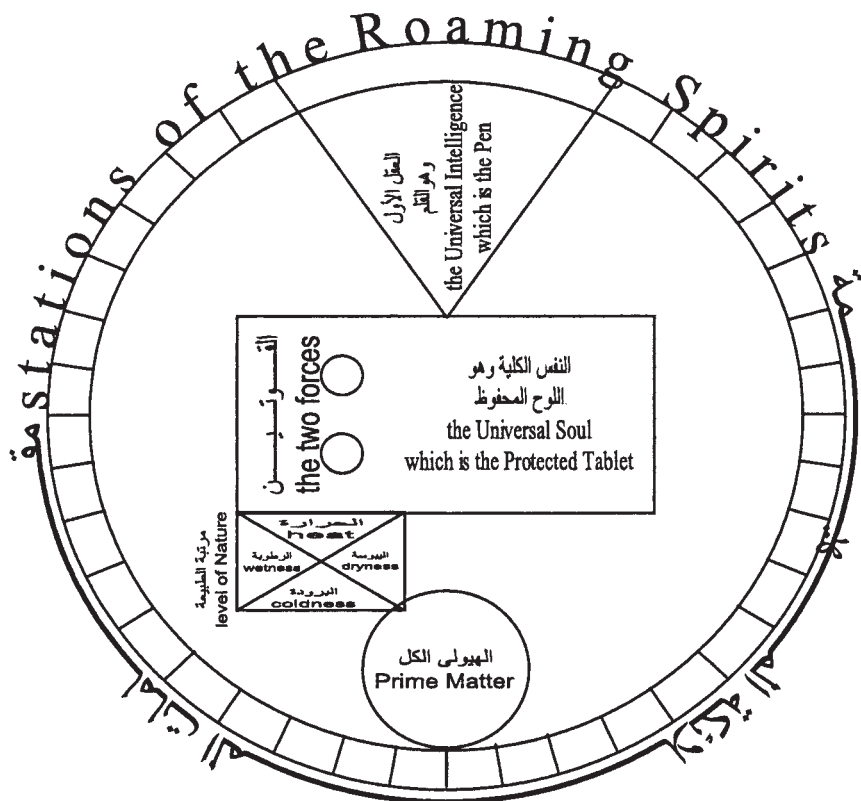 stations of the Roaming Spirits
العقل الأول
وهو القلم
the Universal Intelligence
which is the Pen
the two forces
النفس الكلية وهو
اللوح المحفوظ
the Universal Soul
which is the Protected Tablet
مرتبة الطبيعة
level of Nature
الحرارة
heat
الرطوبة
wetness
اليبوسة
dryness
البرودة
coldness
الهيولى الكل
Prime Matter